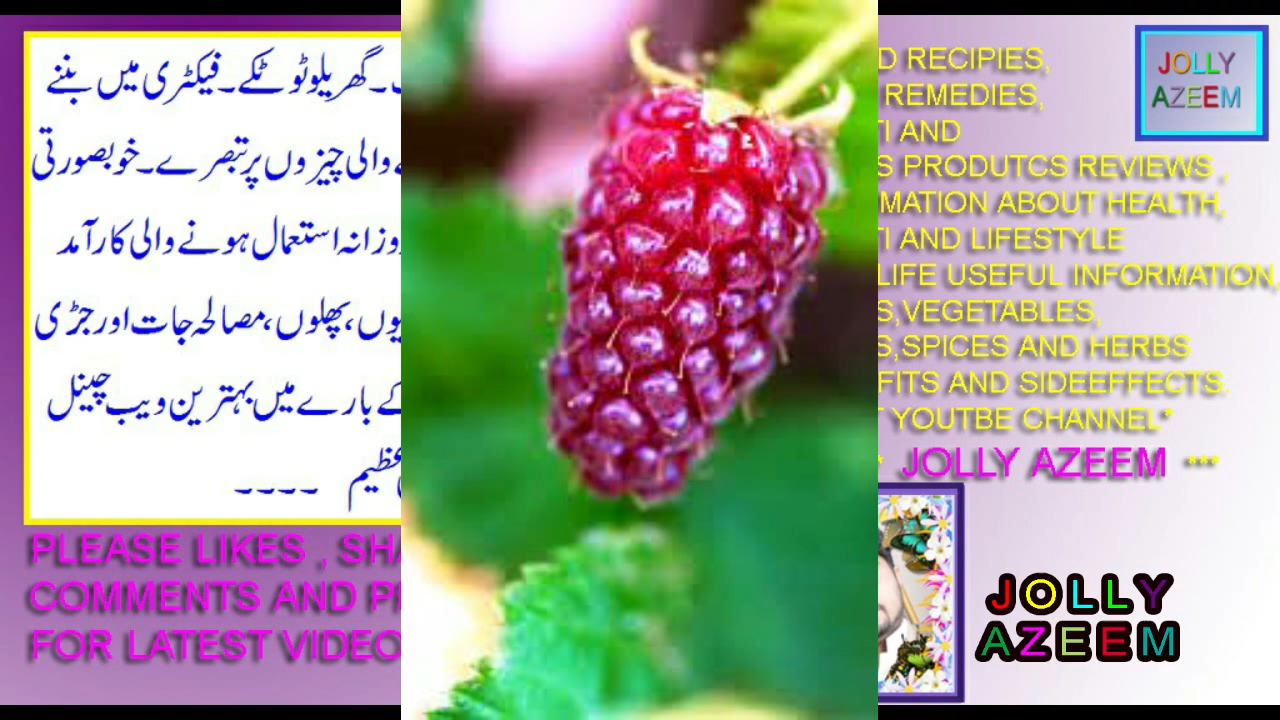 ۔گھریلو ٹوٹکے۔فیکٹری میں بننے
والی چیزوں پر تبصرے۔خوبصورتی
روزانہ استعمال ہونے والی کارآمد
،پھلوں،مصالحہ جات اور جڑی
کے بارے میں بہترین ویب چینل
عظیم ۔۔۔۔
PLEASE LIKES , SHA
COMMENTS AND P
FOR LATEST VIDEO
D RECIPIES,
REMEDIES,
TI AND
S PRODUTCS REVIEWS ,
MATION ABOUT HEALTH,
TI AND LIFESTYLE
LIFE USEFUL INFORMATION,
S,VEGETABLES,
S,SPICES AND HERBS
FITS AND SIDEEFFECTS.
YOUTBE CHANNEL*
* JOLLY AZEEM ***
JOLLY
AZEEM
JOLLY
AZEEM